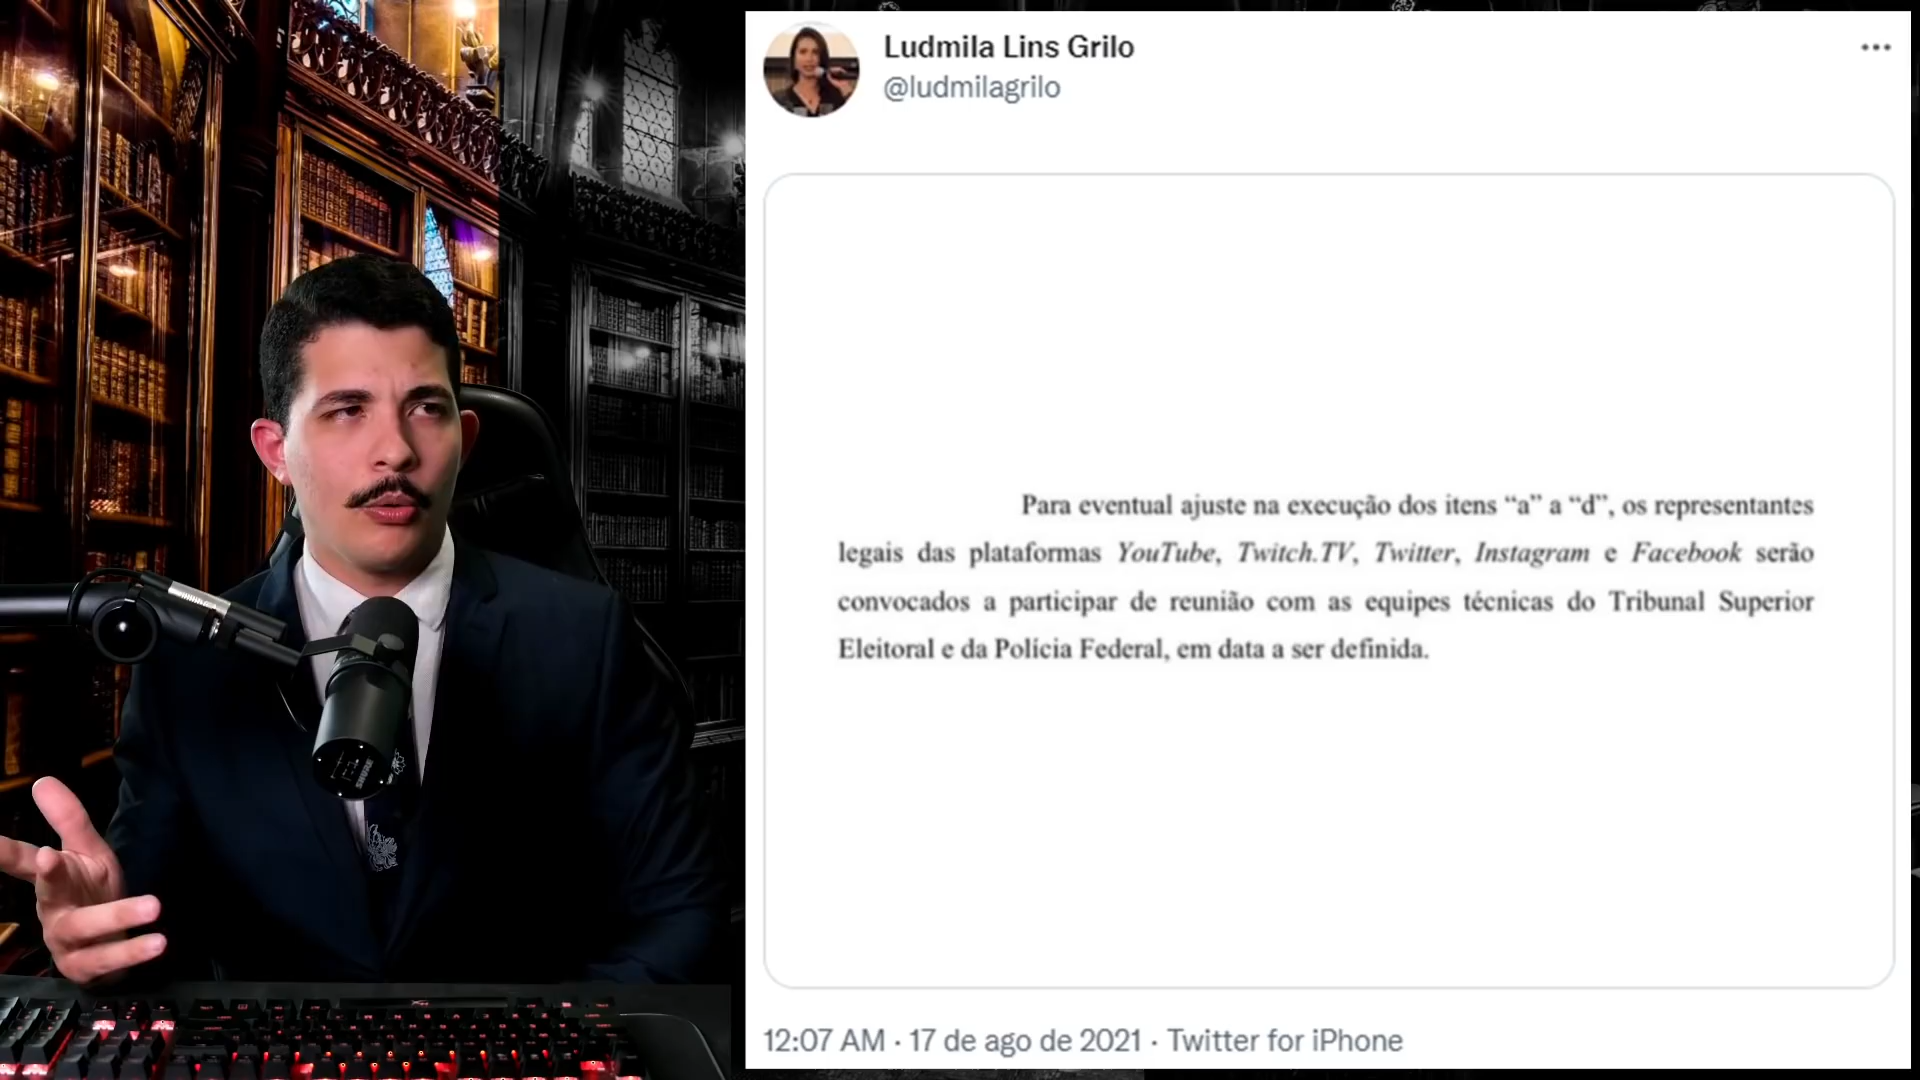 Ludmila Lins Grilo
@ludmilagrilo
Para eventual ajuste na execução dos itens “a” a “d”, os representantes
legais das plataformas YouTube, Twitch.TV, Twitter, Instagram e Facebook serão
convocados a participar de reunião com as equipes técnicas do Tribunal Superior
Eleitoral e da Polícia Federal, em data a ser definida.
12:07 AM · 17 de ago de 2021 · Twitter for iPhone
SHURE